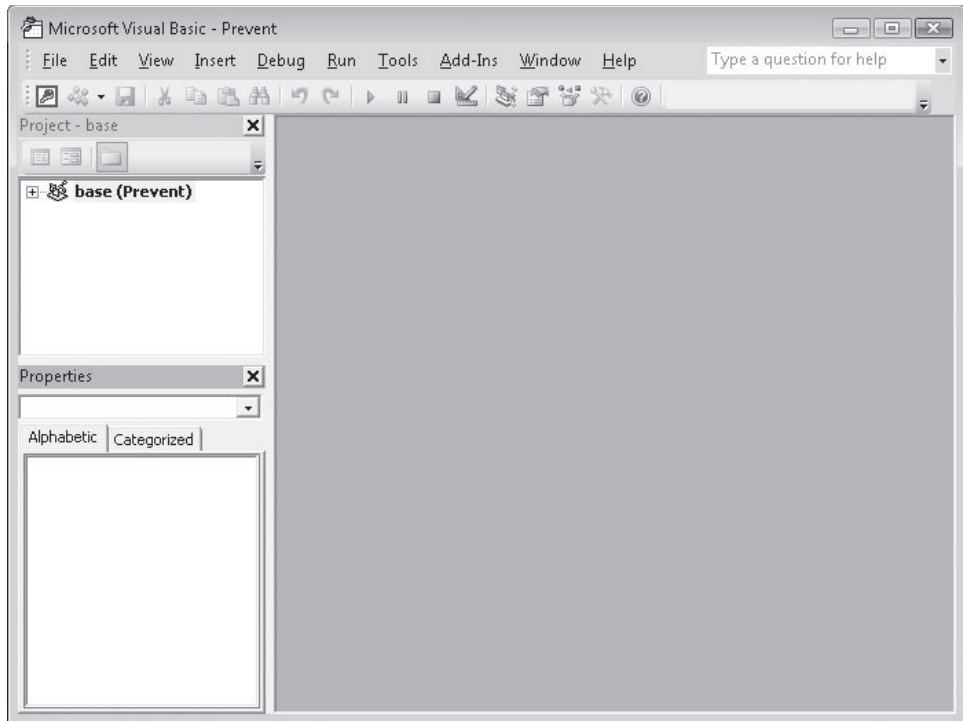 Microsoft Visual Basic - Prevent
File Edit View Insert Debug Run Tools Add-Ins Window Help Type a question for help
Project - base
base (Prevent)
Properties
Alphabetic Categorized